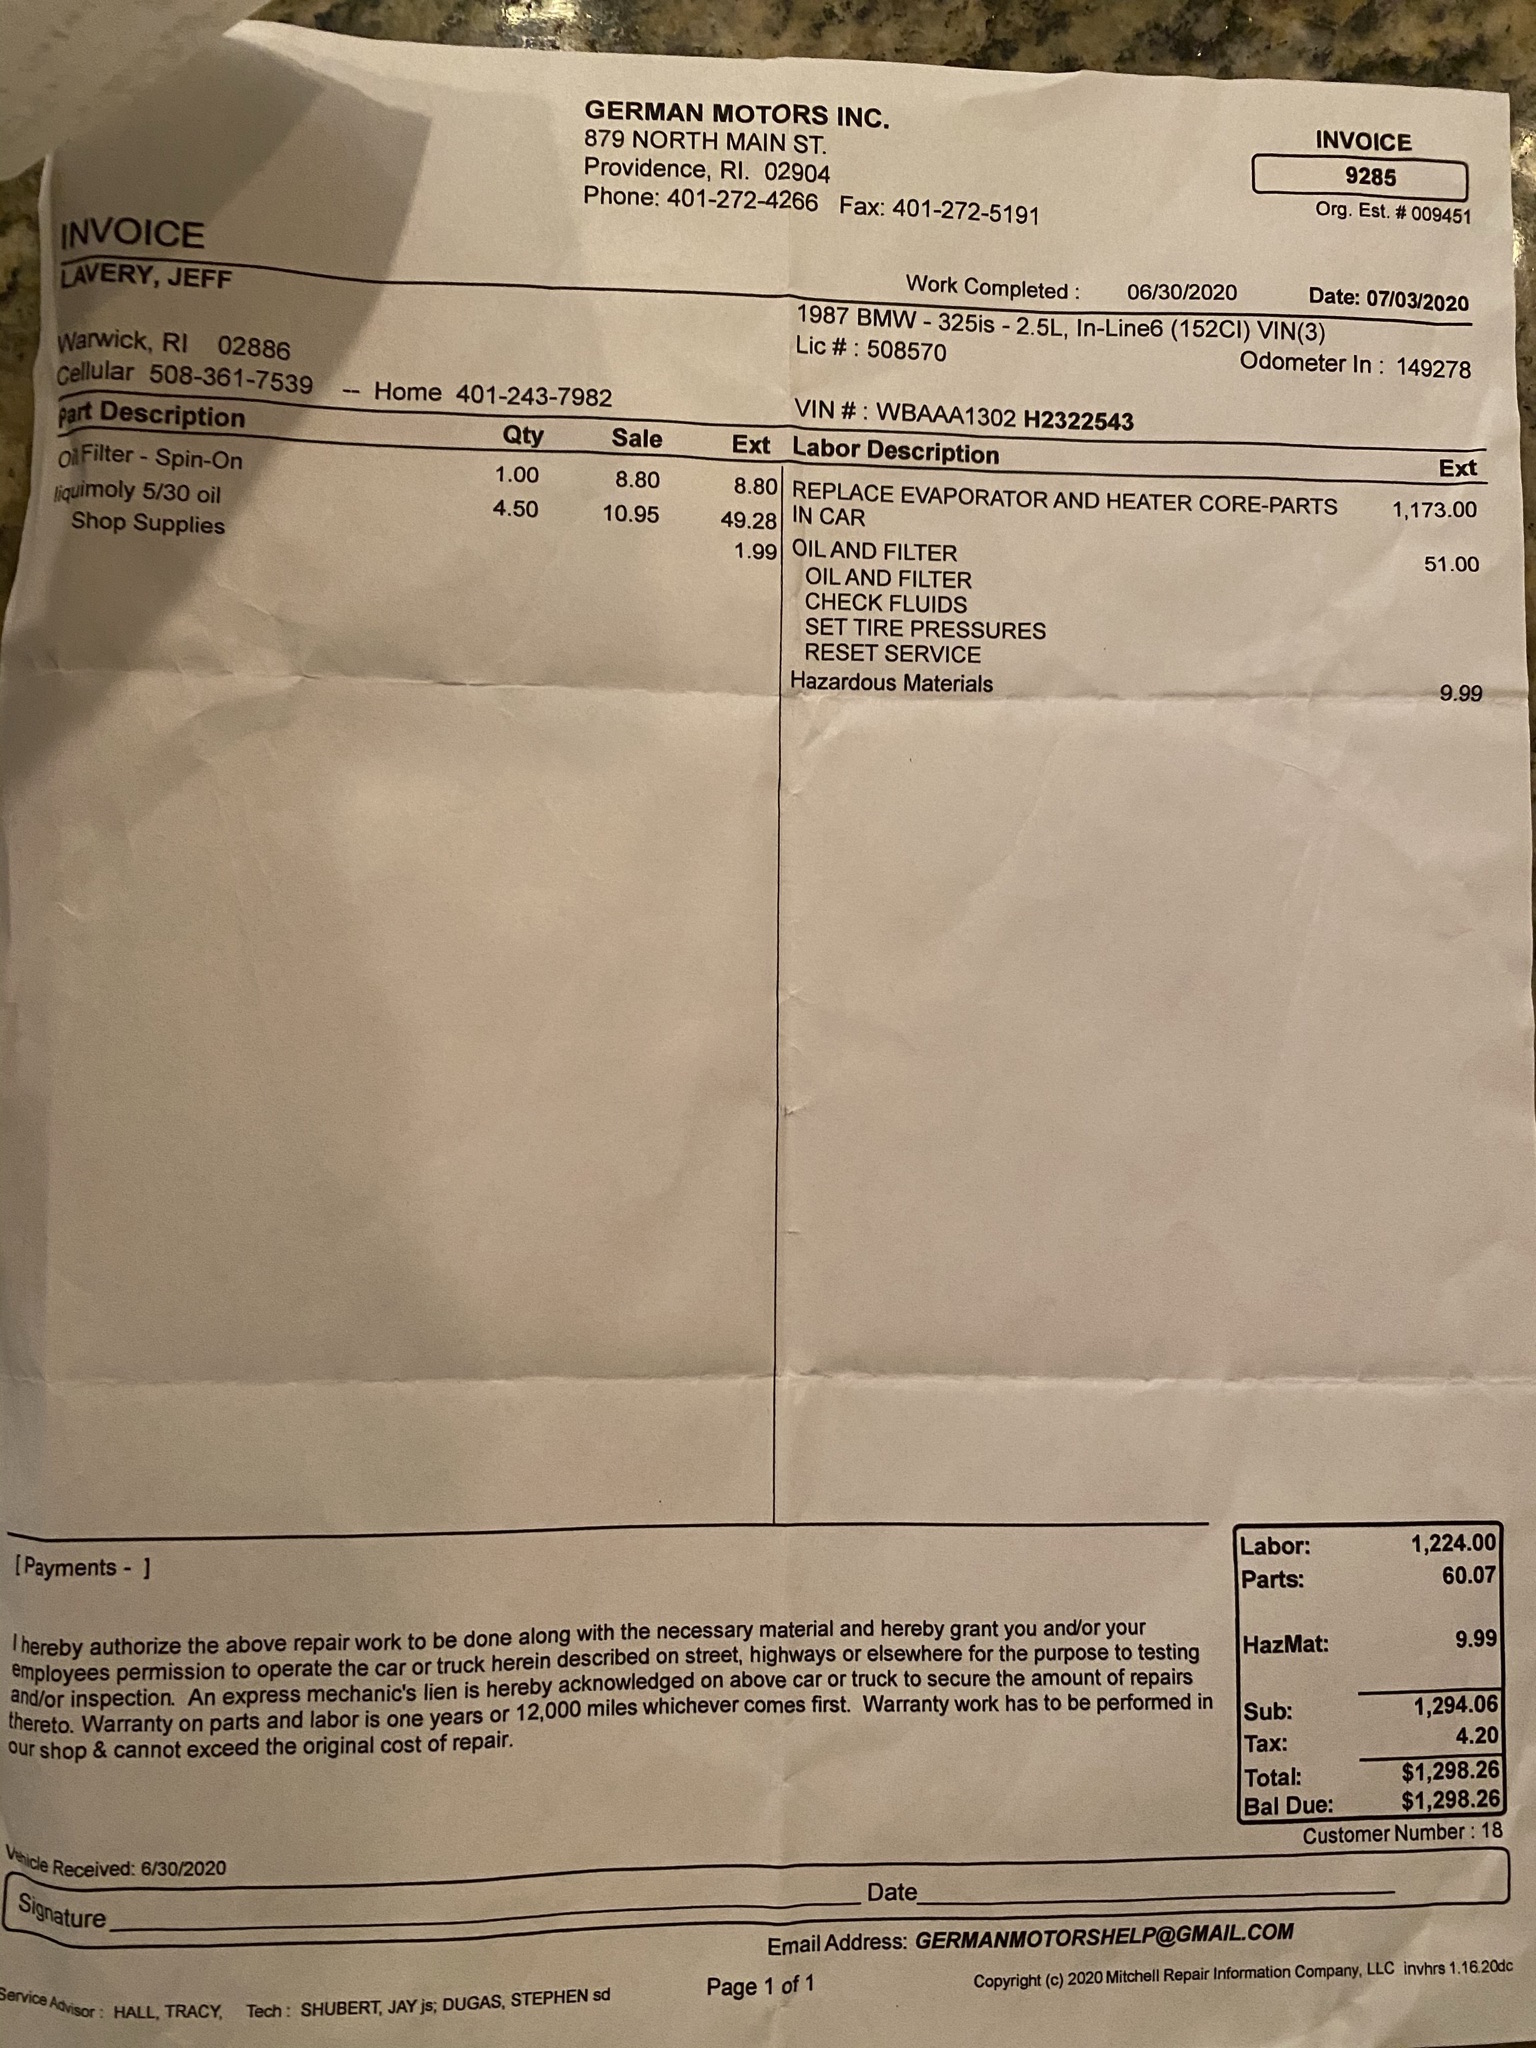 GERMAN MOTORS INC.
879 NORTH MAIN ST.
Providence, RI. 02904
Phone: 401-272-4266 Fax: 401-272-5191
INVOICE
9285
Org. Est. # 009451
INVOICE
LAVERY, JEFF
Work Completed : 06/30/2020 Date: 07/03/2020
Warwick, RI 02886
Cellular 508-361-7539 -- Home 401-243-7982
1987 BMW - 325is - 2.5L, In-Line6 (152CI) VIN(3)
Lic # : 508570 Odometer In : 149278
VIN # : WBAAA1302 H2322543
Part Description Qty Sale Ext
Oil Filter - Spin-On 1.00 8.80 8.80
liquimoly 5/30 oil 4.50 10.95 49.28
Shop Supplies 1.99
Labor Description Ext
REPLACE EVAPORATOR AND HEATER CORE-PARTS 1,173.00
IN CAR
OIL AND FILTER 51.00
OIL AND FILTER
CHECK FLUIDS
SET TIRE PRESSURES
RESET SERVICE
Hazardous Materials 9.99
[ Payments - ]
I hereby authorize the above repair work to be done along with the necessary material and hereby grant you and/or your
employees permission to operate the car or truck herein described on street, highways or elsewhere for the purpose to testing
and/or inspection. An express mechanic's lien is hereby acknowledged on above car or truck to secure the amount of repairs
thereto. Warranty on parts and labor is one years or 12,000 miles whichever comes first. Warranty work has to be performed in
our shop & cannot exceed the original cost of repair.
Labor: 1,224.00
Parts: 60.07
HazMat: 9.99
Sub: 1,294.06
Tax: 4.20
Total: $1,298.26
Bal Due: $1,298.26
Customer Number : 18
Vehicle Received: 6/30/2020
Signature Date
Email Address: GERMANMOTORSHELP@GMAIL.COM
Service Advisor : HALL, TRACY, Tech : SHUBERT, JAY js; DUGAS, STEPHEN sd
Page 1 of 1
Copyright (c) 2020 Mitchell Repair Information Company, LLC invhrs 1.16.20dc